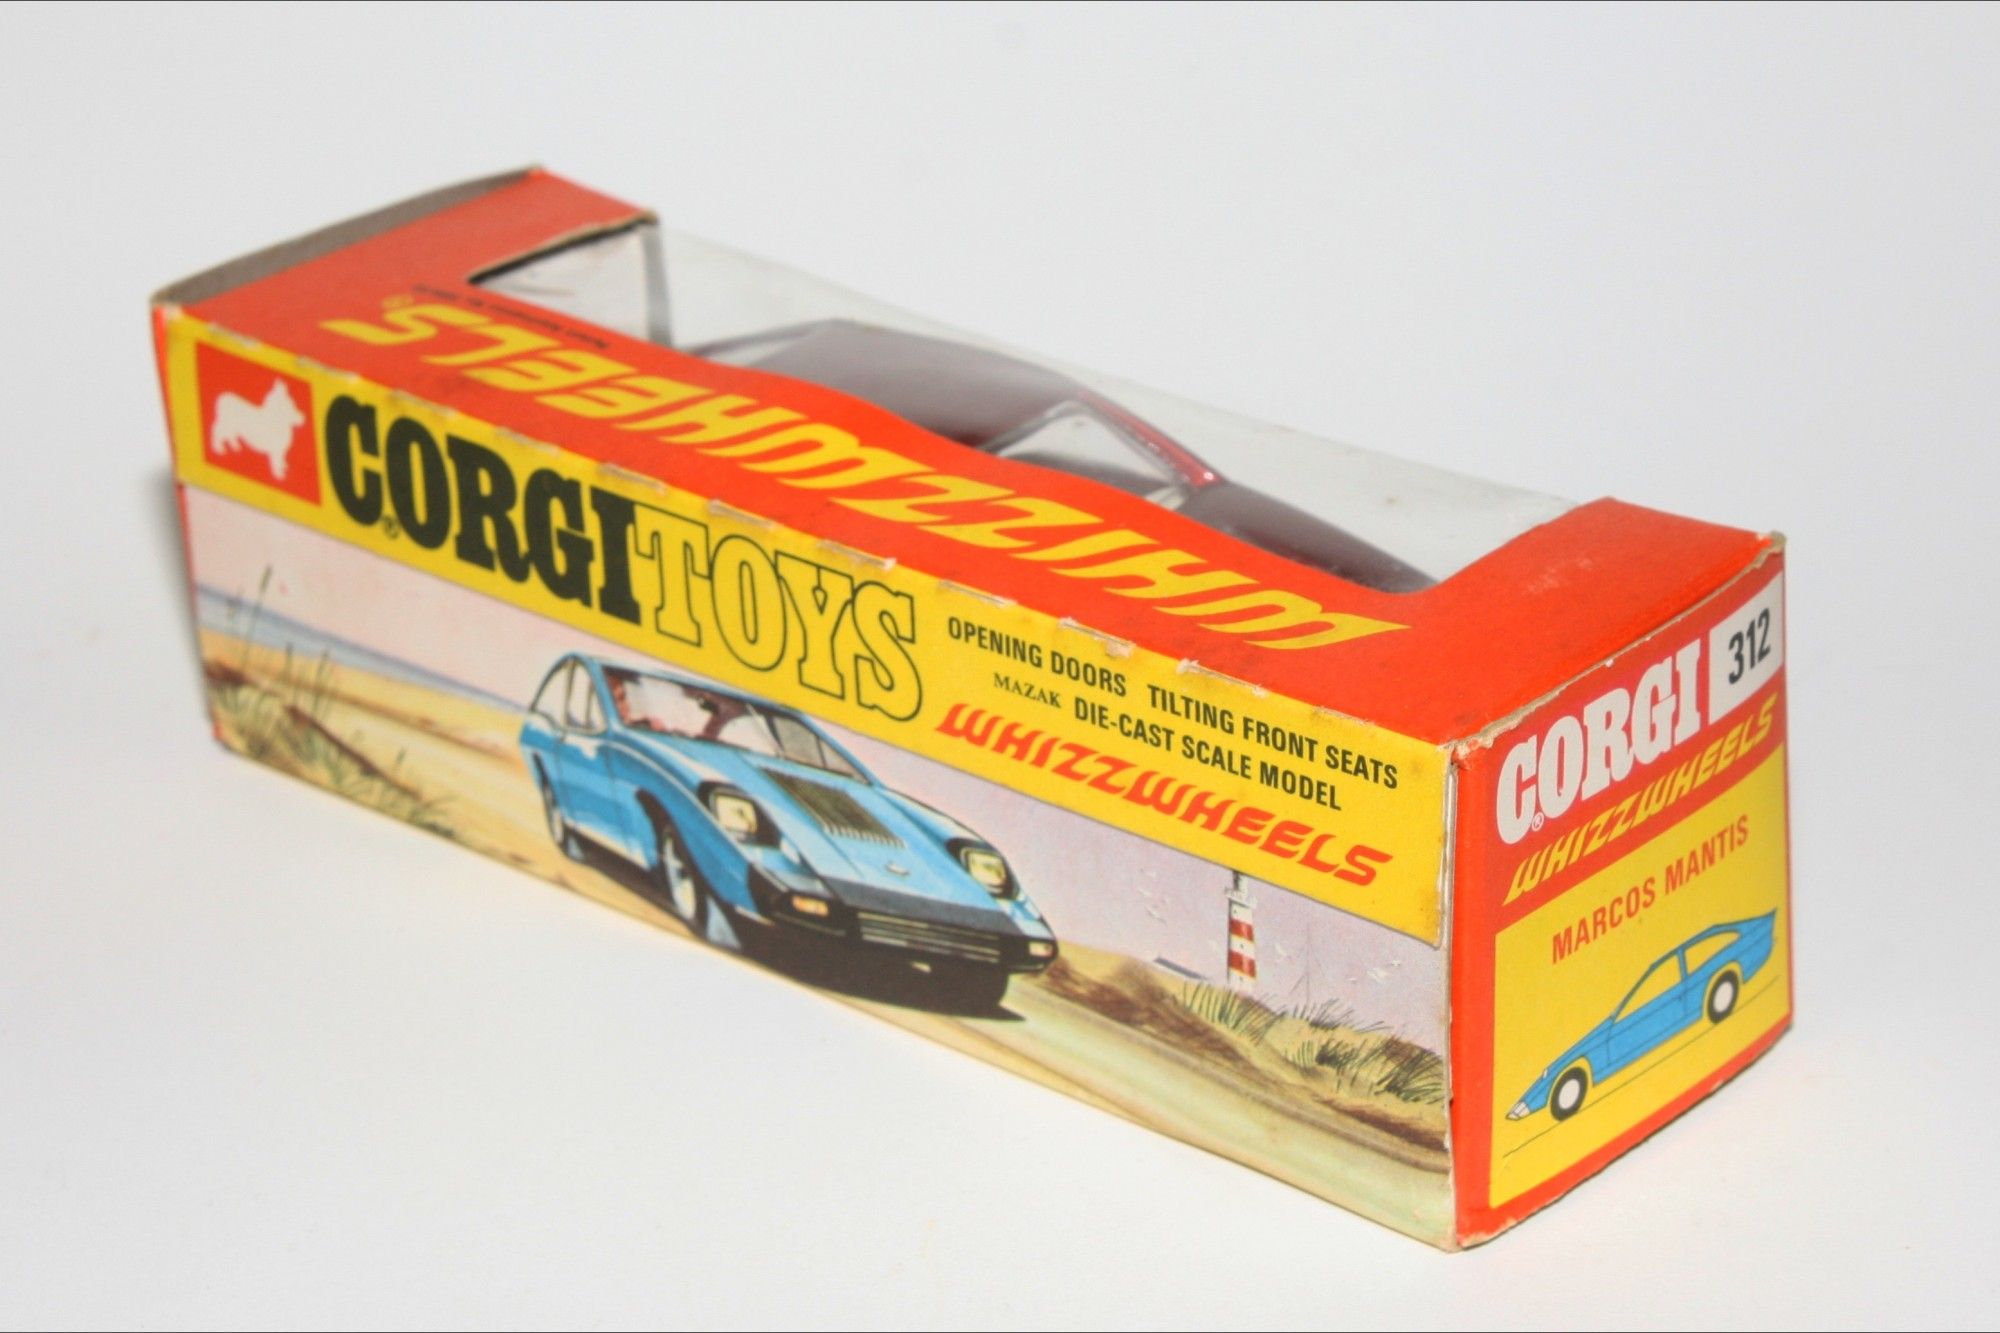 WHIZZWHEELS®
CORGI® TOYS
OPENING DOORS TILTING FRONT SEATS
MAZAK DIE-CAST SCALE MODEL
WHIZZWHEELS
CORGI®
312
WHIZZWHEELS
MARCOS MANTIS